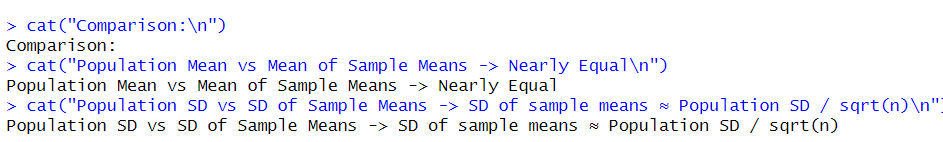 > cat("Comparison:\n")
Comparison:
> cat("Population Mean vs Mean of Sample Means -> Nearly Equal\n")
Population Mean vs Mean of Sample Means -> Nearly Equal
> cat("Population SD vs SD of Sample Means -> SD of sample means ≈ Population SD / sqrt(n)\n")
Population SD vs SD of Sample Means -> SD of sample means ≈ Population SD / sqrt(n)